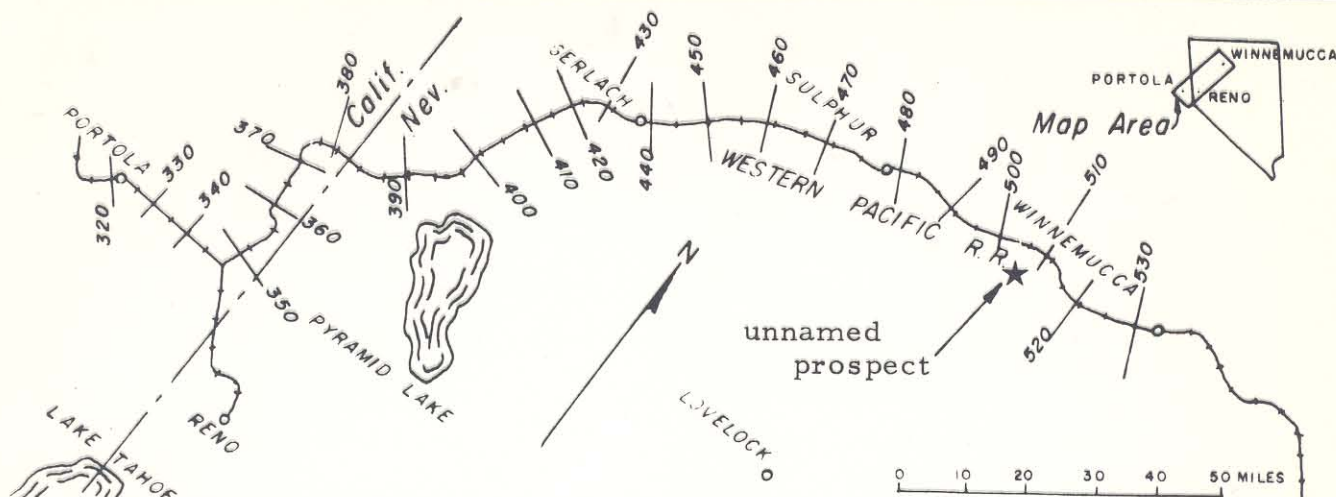 PORTOLA
320
330
340
350
360
370
380
Calif.
Nev.
390
400
410
420
GERLACH
430
440
450
460
SULPHUR
470
480
490
500
510
WINNEMUCCA
520
530
WESTERN PACIFIC R. R.
PYRAMID LAKE
RENO
LAKE TAHOE
N
unnamed
prospect
LOVELOCK
0 10 20 30 40 50 MILES
WINNEMUCCA
PORTOLA
RENO
Map Area